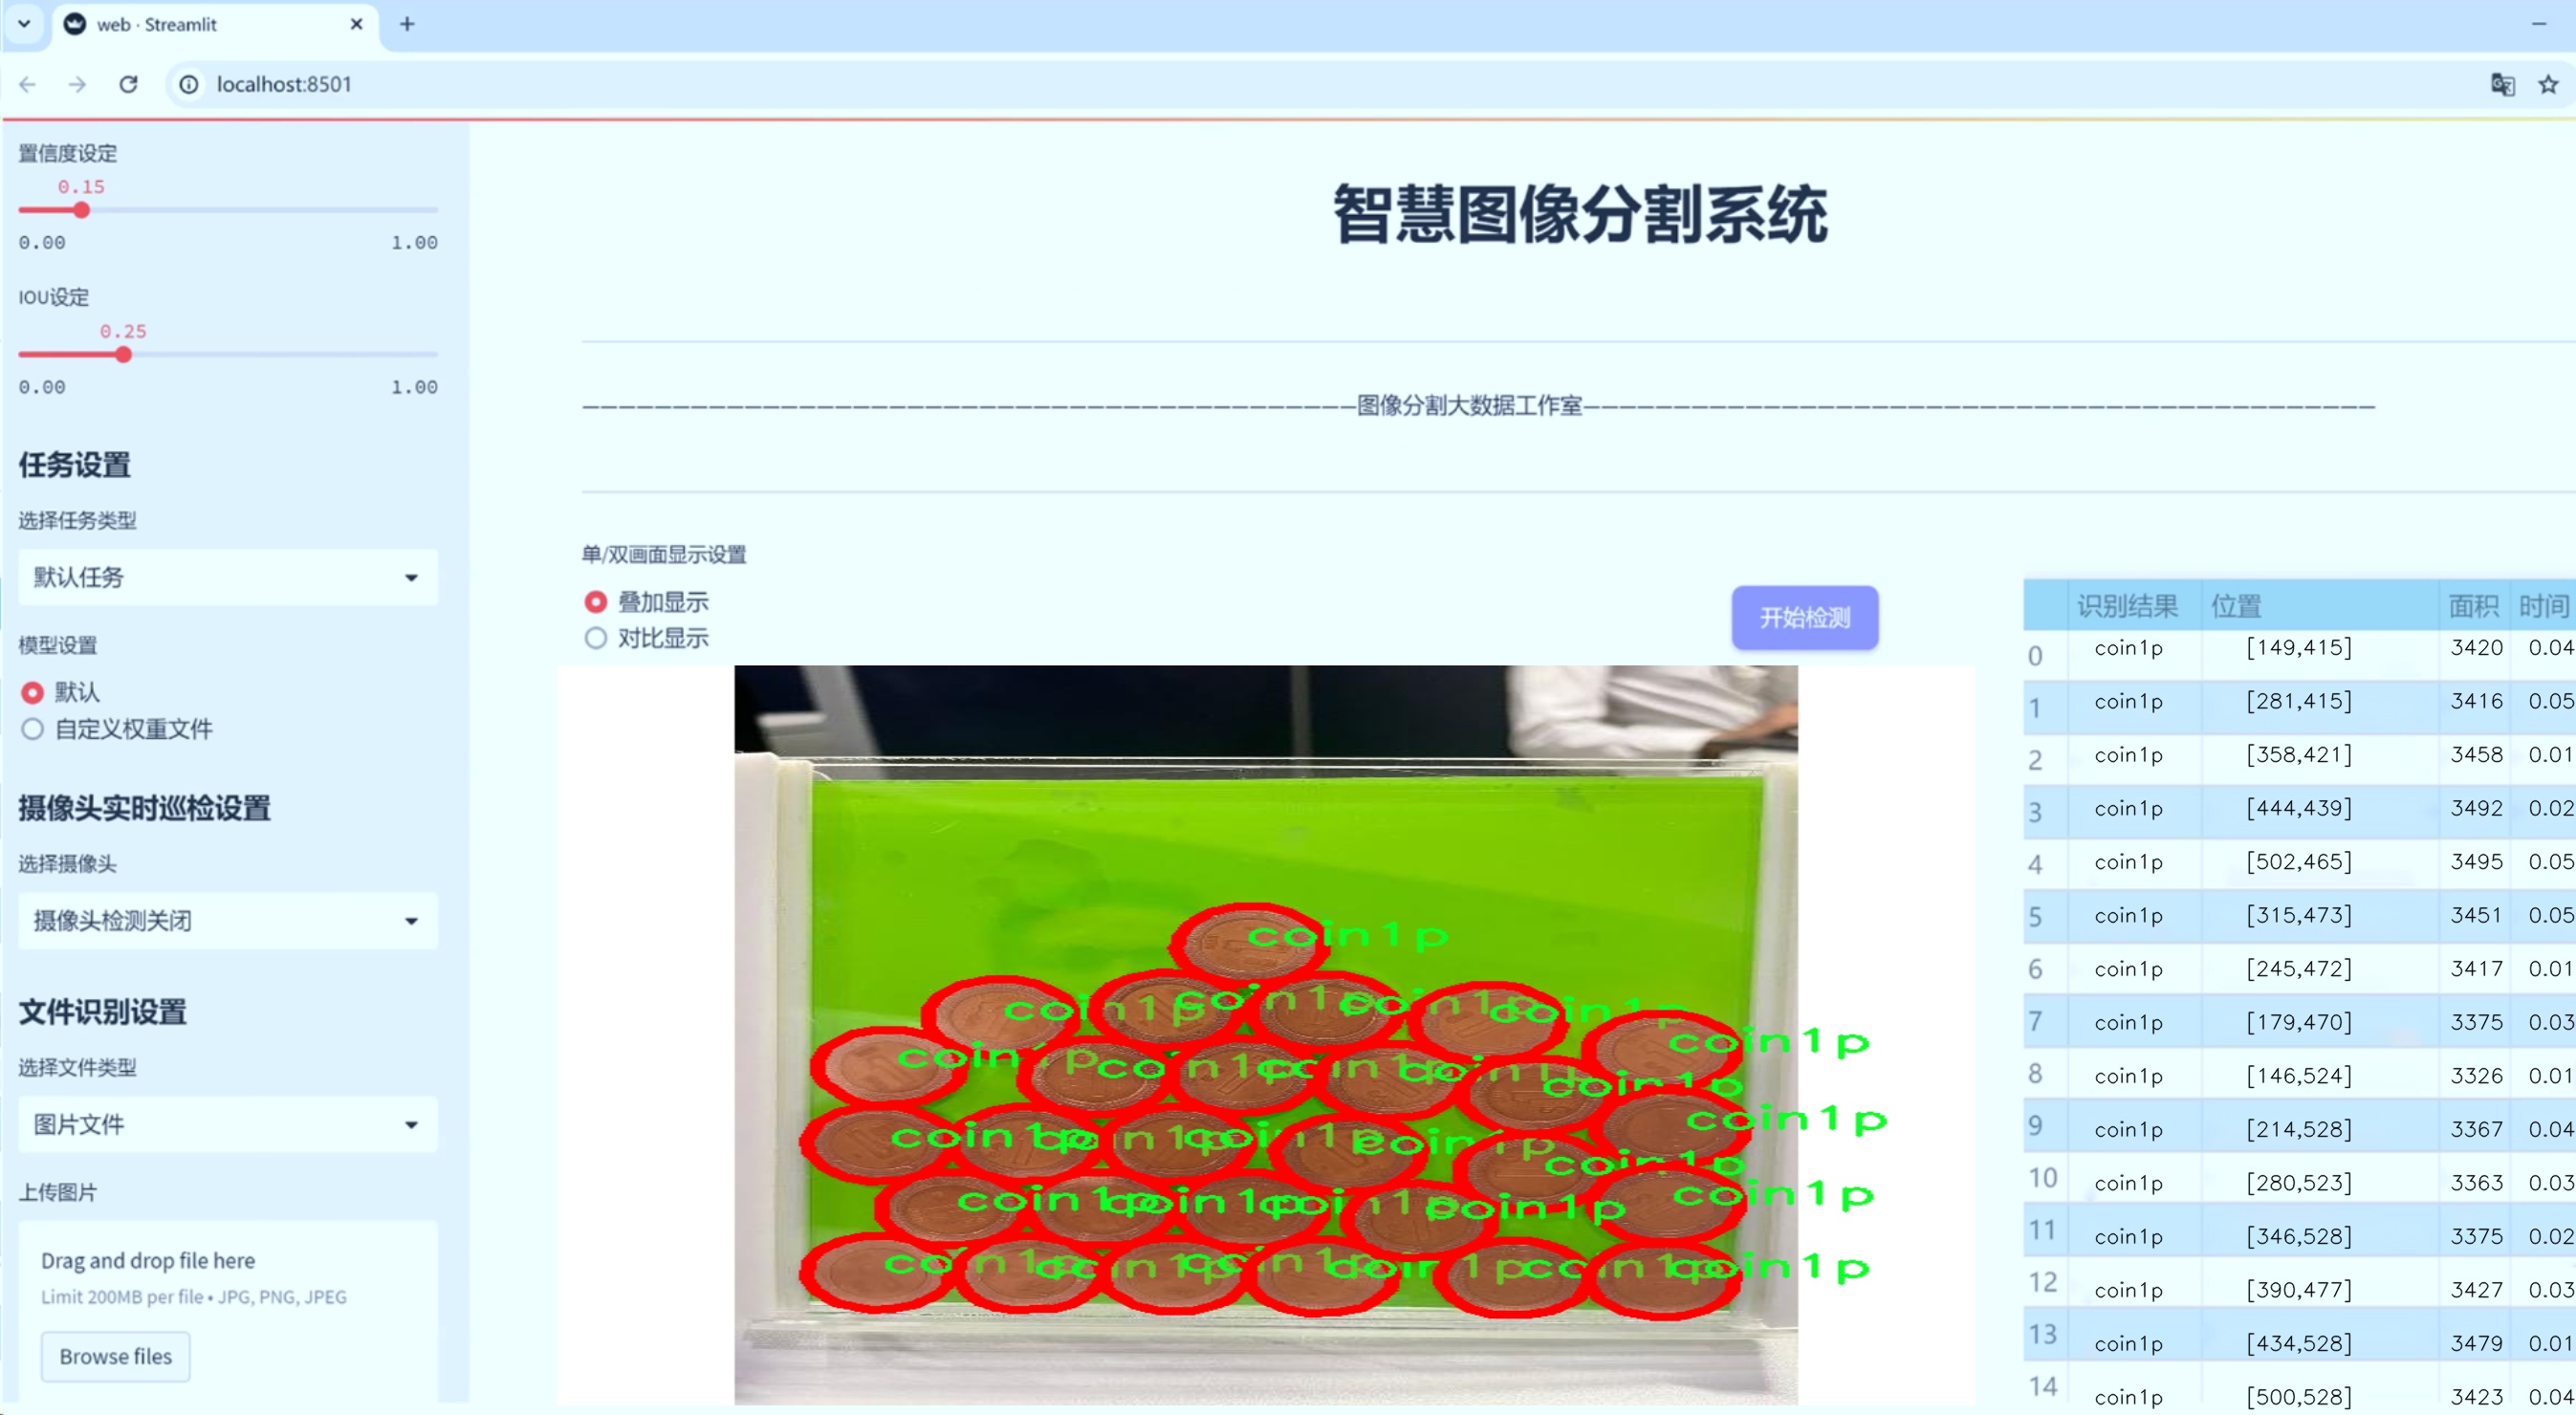 web · Streamlit
localhost:8501
置信度设定
0.15
0.00 1.00
IOU设定
0.25
0.00 1.00
任务设置
选择任务类型
默认任务
模型设置
默认
自定义权重文件
摄像头实时巡检设置
选择摄像头
摄像头检测关闭
文件识别设置
选择文件类型
图片文件
上传图片
Drag and drop file here
Limit 200MB per file • JPG, PNG, JPEG
Browse files
智慧图像分割系统
图像分割大数据工作室
单/双画面显示设置
叠加显示
对比显示
开始检测
coin1p
coin1p
coin1p
coin1p
coin1p
coin1p
coin1p
识别结果 位置 面积 时间
0 coin1p [149,415] 3420 0.04
1 coin1p [281,415] 3416 0.05
2 coin1p [358,421] 3458 0.01
3 coin1p [444,439] 3492 0.02
4 coin1p [502,465] 3495 0.05
5 coin1p [315,473] 3451 0.05
6 coin1p [245,472] 3417 0.01
7 coin1p [179,470] 3375 0.03
8 coin1p [146,524] 3326 0.01
9 coin1p [214,528] 3367 0.04
10 coin1p [280,523] 3363 0.03
11 coin1p [346,528] 3375 0.02
12 coin1p [390,477] 3427 0.03
13 coin1p [434,528] 3479 0.01
14 coin1p [500,528] 3423 0.04